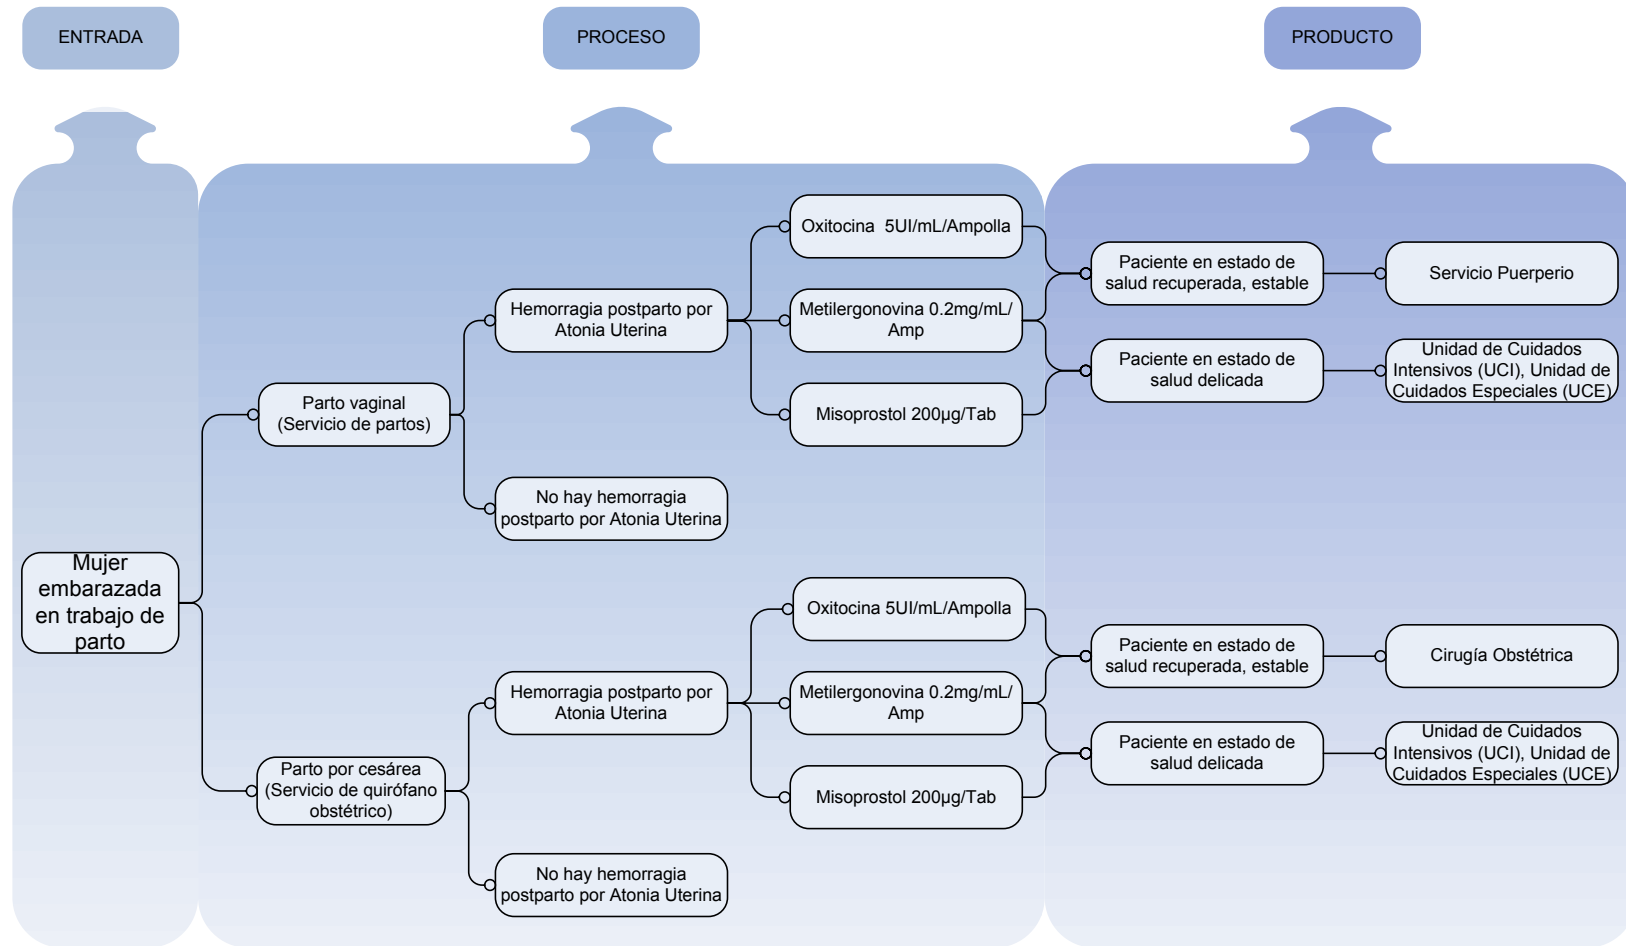 ENTRADA
PROCESO
PRODUCTO
Oxitocina  5UI/mL/Ampolla
Hemorragia postparto por
Atonia Uterina
Metilergonovina 0.2mg/mL/
Amp
Misoprostol 200µg/Tab
Paciente en estado de
salud recuperada, estable
Servicio Puerperio
Paciente en estado de
salud delicada
Unidad de Cuidados
Intensivos (UCI), Unidad de
Cuidados Especiales (UCE)
Parto vaginal
(Servicio de partos)
No hay hemorragia
postparto por Atonia Uterina
Mujer
embarazada
en trabajo de
parto
Oxitocina 5UI/mL/Ampolla
Hemorragia postparto por
Atonia Uterina
Metilergonovina 0.2mg/mL/
Amp
Misoprostol 200µg/Tab
Paciente en estado de
salud recuperada, estable
Cirugía Obstétrica
Paciente en estado de
salud delicada
Unidad de Cuidados
Intensivos (UCI), Unidad de
Cuidados Especiales (UCE)
Parto por cesárea
(Servicio de quirófano
obstétrico)
No hay hemorragia
postparto por Atonia Uterina